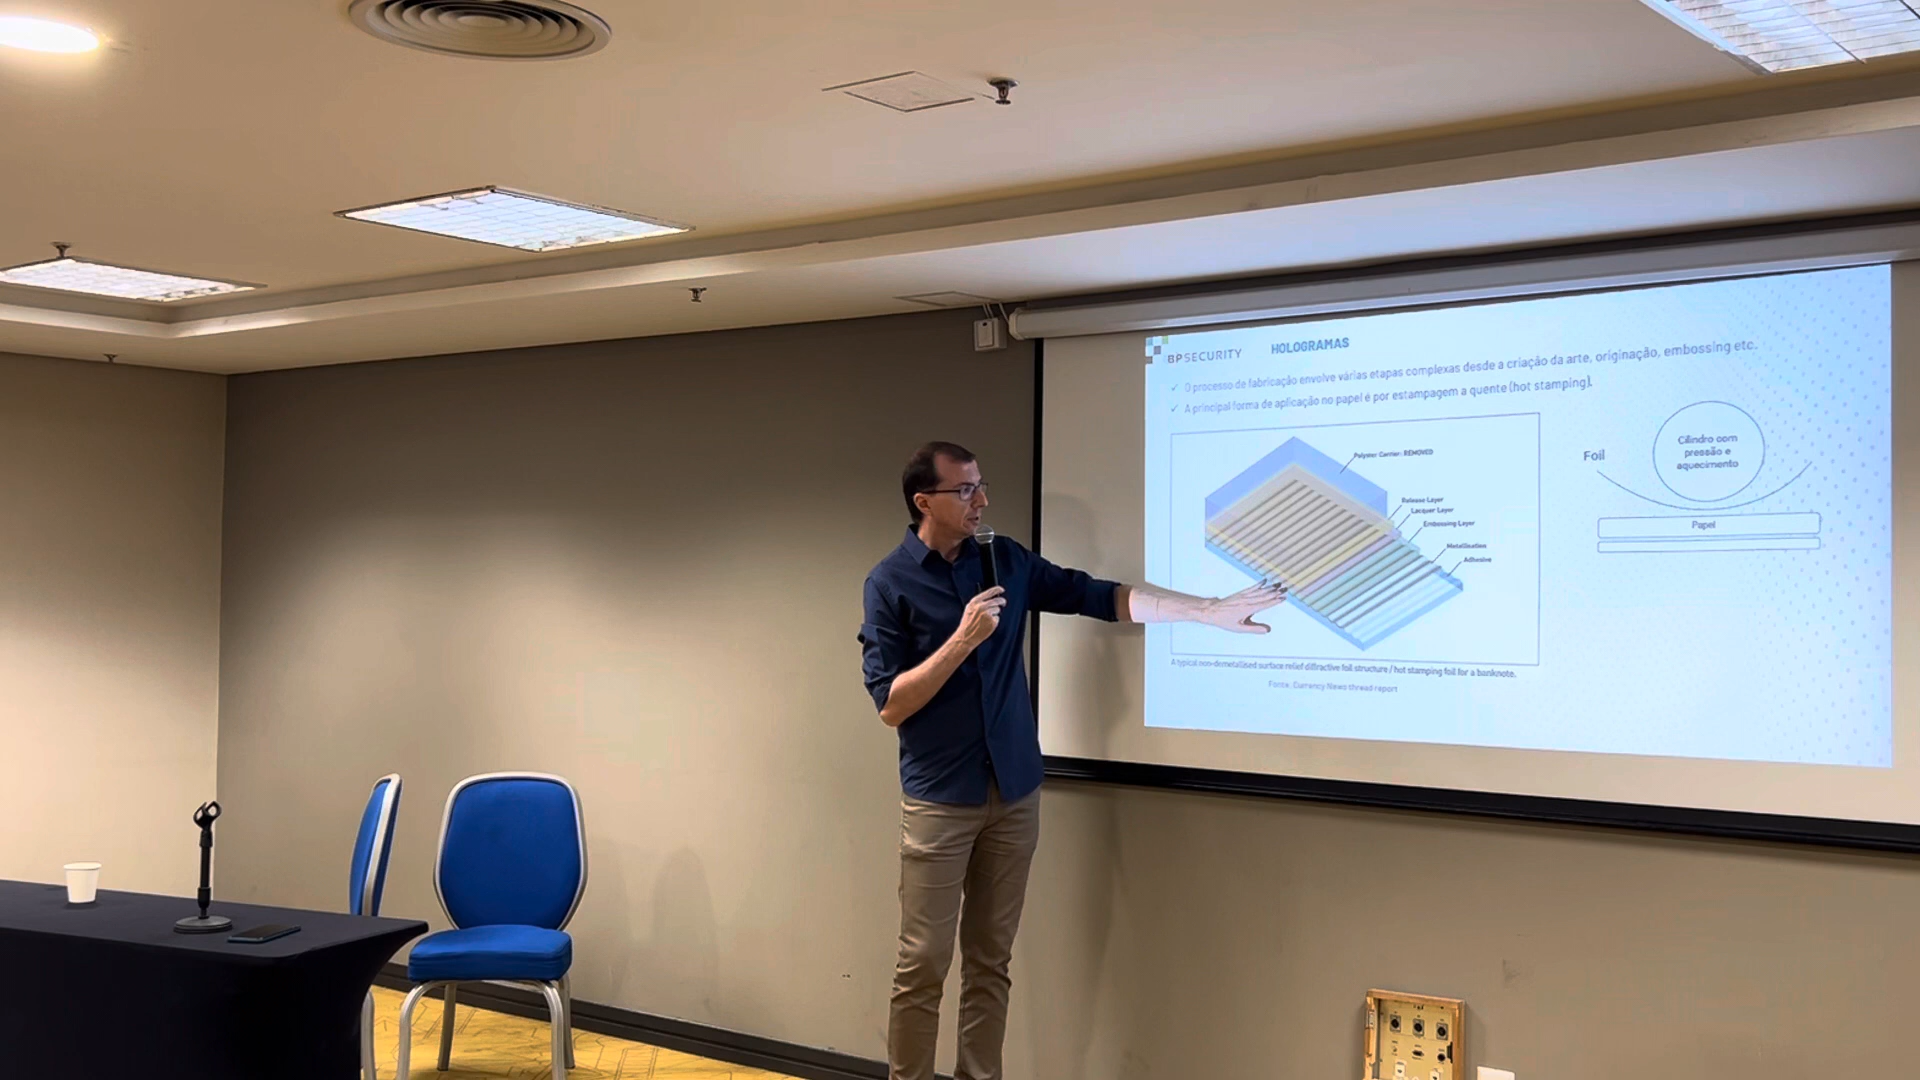 BPSECURITY
HOLOGRAMAS
✓ O processo de fabricação envolve várias etapas complexas desde a criação da arte, originação, embossing etc.
✓ A principal forma de aplicação no papel é por estampagem a quente (hot stamping).
Polymer Carrier: REMOVED
Release Layer
Lacquer Layer
Embossing Layer
Metallisation
Adhesive
Foil
Cilindro com
pressão e
aquecimento
Papel
A typical non-demetallised surface relief diffractive foil structure / hot stamping foil for a banknote.
Fonte: Currency News thread report